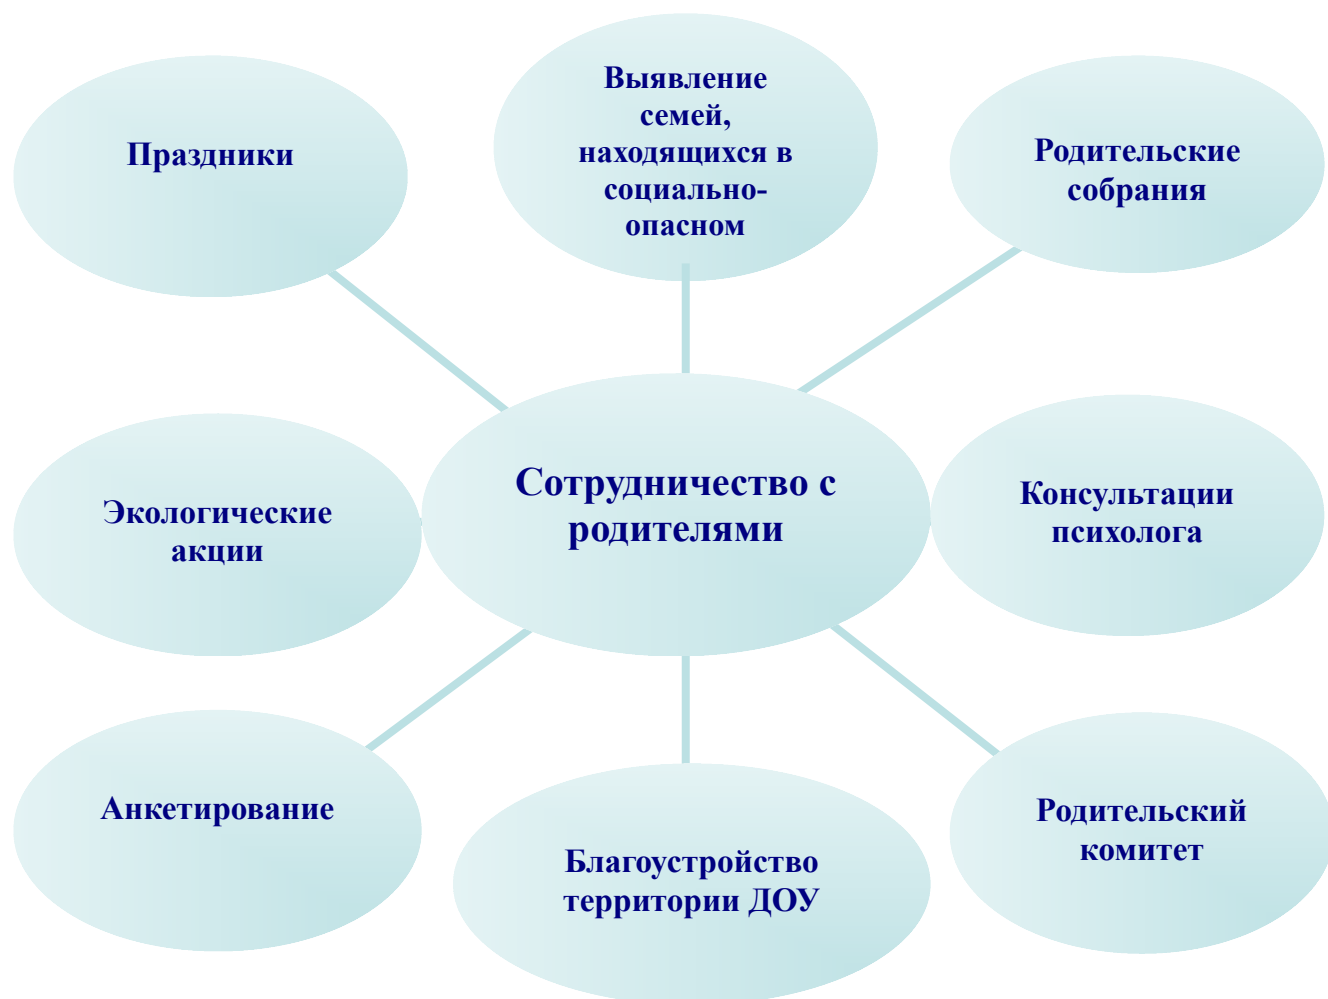 Праздники
Выявление
семей,
находящихся в
социально-
опасном
Родительские
собрания
Экологические
акции
Сотрудничество с
родителями
Консультации
психолога
Анкетирование
Благоустройство
территории ДОУ
Родительский
комитет